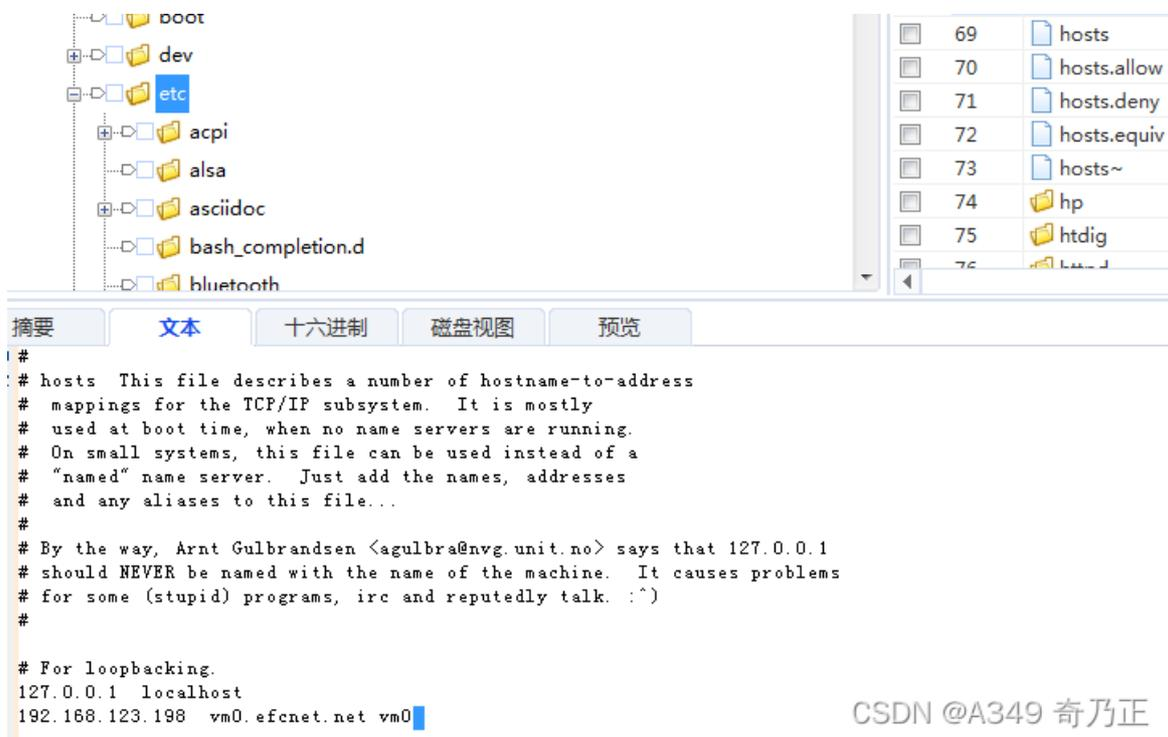 boot
dev
etc
acpi
alsa
asciidoc
bash_completion.d
bluetooth
69 hosts
70 hosts.allow
71 hosts.deny
72 hosts.equiv
73 hosts~
74 hp
75 htdig
76 httpd
摘要 文本 十六进制 磁盘视图 预览
#
# hosts  This file describes a number of hostname-to-address
#  mappings for the TCP/IP subsystem.  It is mostly
#  used at boot time, when no name servers are running.
#  On small systems, this file can be used instead of a
#  "named" name server.  Just add the names, addresses
#  and any aliases to this file...
#
# By the way, Arnt Gulbrandsen <agulbra@nvg.unit.no> says that 127.0.0.1
# should NEVER be named with the name of the machine.  It causes problems
# for some (stupid) programs, irc and reputedly talk. :^)
#
# For loopbacking.
127.0.0.1  localhost
192.168.123.198  vm0.efcnet.net vm0
CSDN @A349 奇乃正